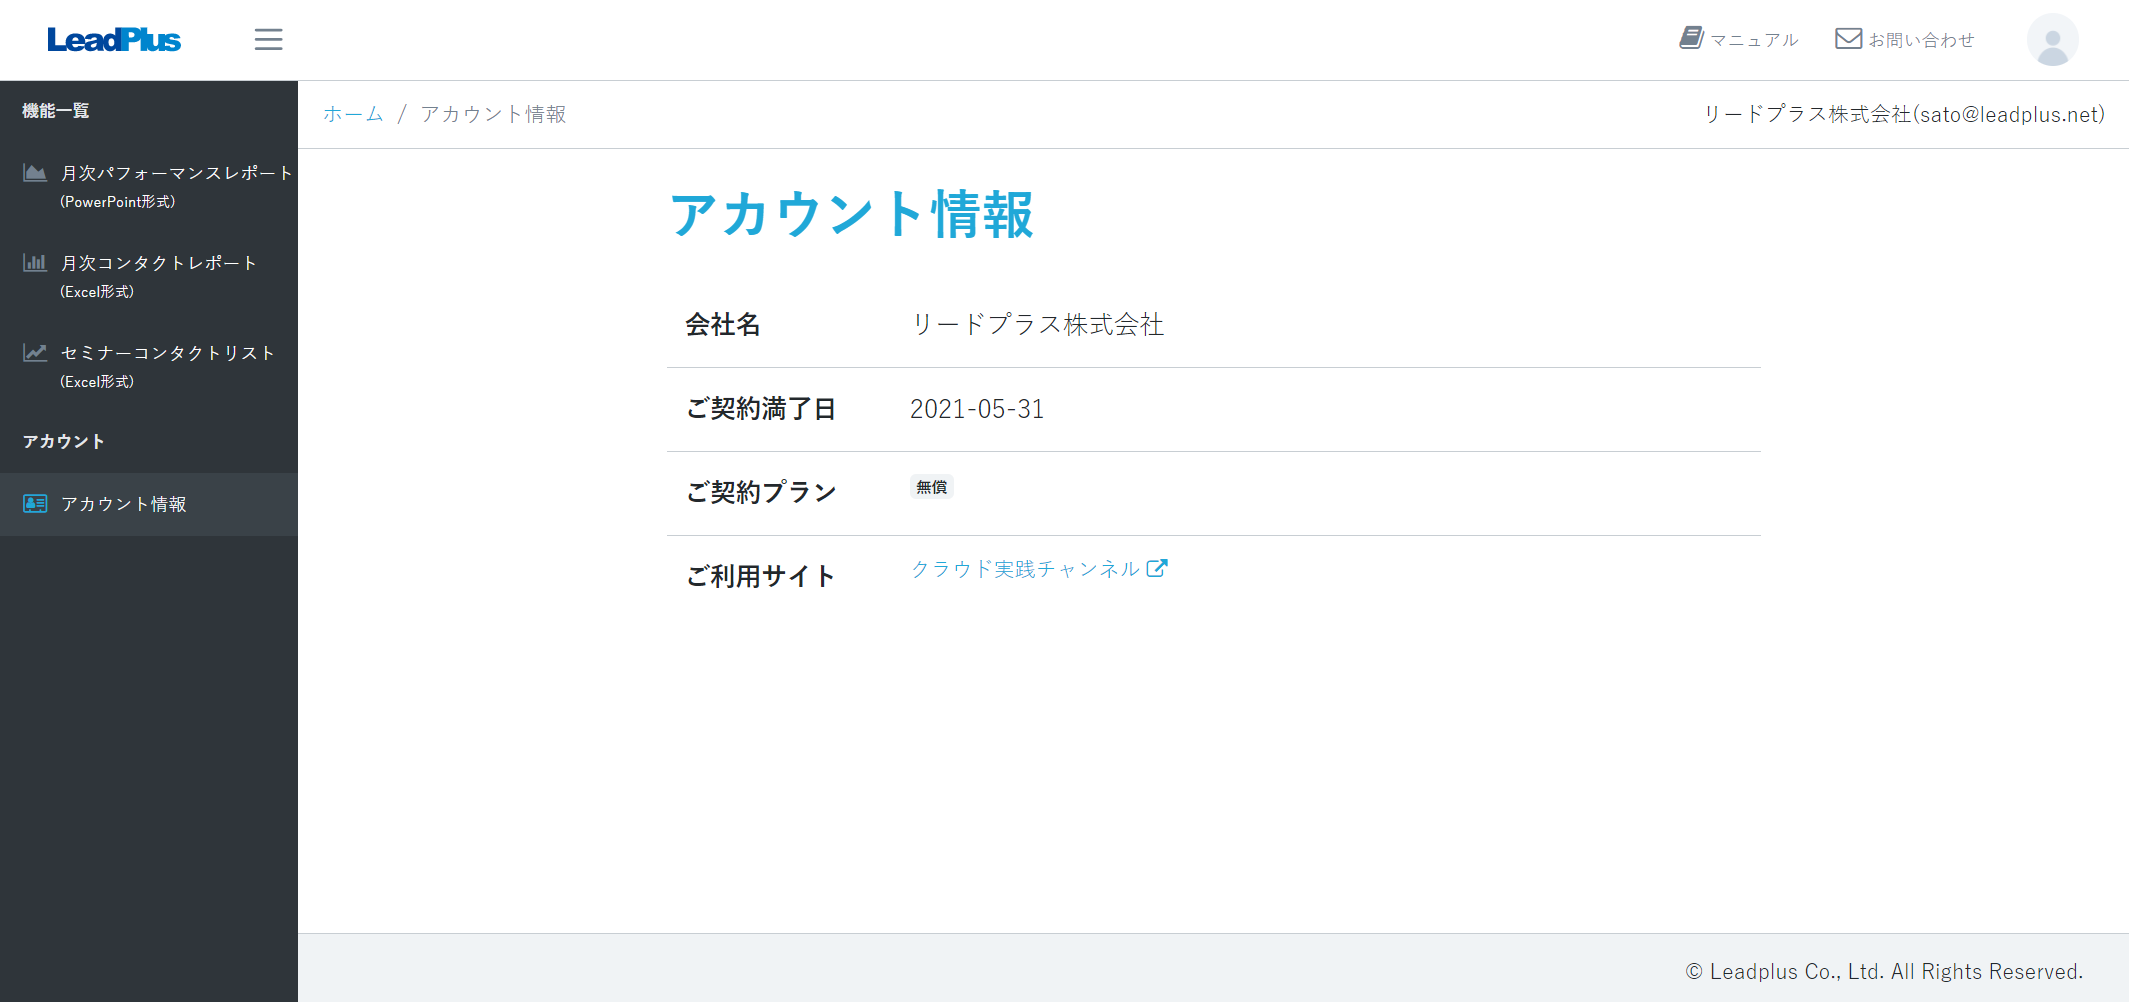 LeadPlus
マニュアル
お問い合わせ
機能一覧
月次パフォーマンスレポート
(PowerPoint形式)
月次コンタクトレポート
(Excel形式)
セミナーコンタクトリスト
(Excel形式)
アカウント
アカウント情報
ホーム / アカウント情報
リードプラス株式会社(sato@leadplus.net)
アカウント情報
会社名 リードプラス株式会社
ご契約満了日 2021-05-31
ご契約プラン 無償
ご利用サイト クラウド実践チャンネル
© Leadplus Co., Ltd. All Rights Reserved.